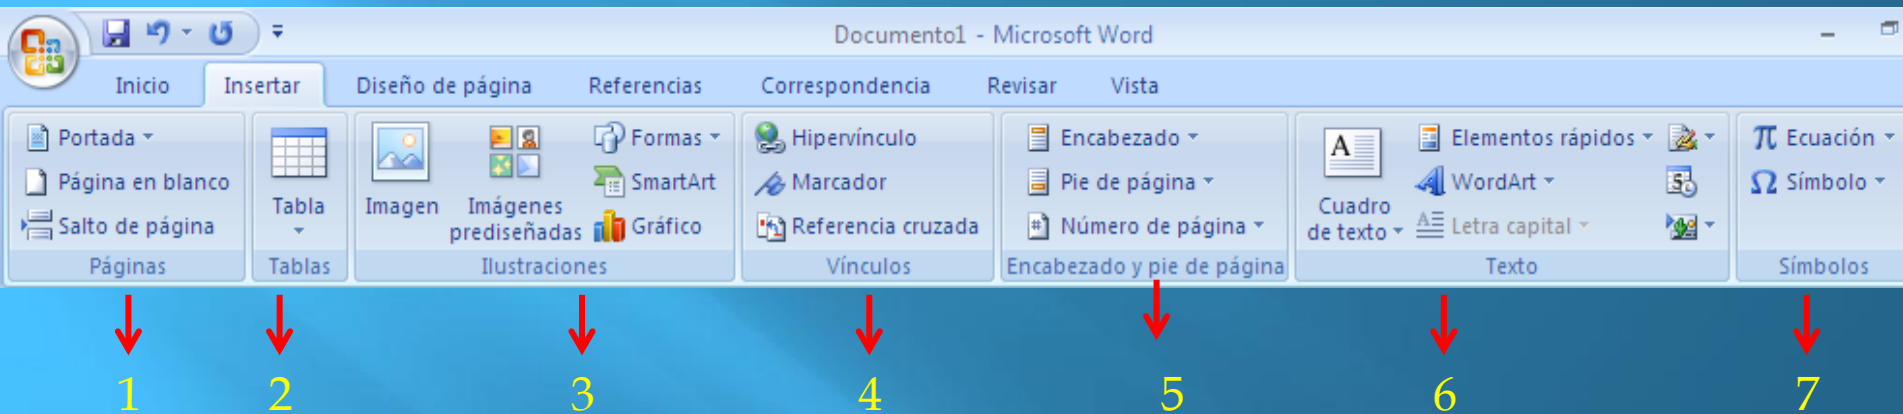 Documento1 - Microsoft Word
Inicio Insertar Diseño de página Referencias Correspondencia Revisar Vista
Portada
Página en blanco
Salto de página
Páginas
Tabla
Tablas
Imagen
Imágenes
prediseñadas
Formas
SmartArt
Gráfico
Ilustraciones
Hipervínculo
Marcador
Referencia cruzada
Vínculos
Encabezado
Pie de página
Número de página
Encabezado y pie de página
Cuadro
de texto
Elementos rápidos
WordArt
Letra capital
Texto
π Ecuación
Ω Símbolo
Símbolos
1 2 3 4 5 6 7